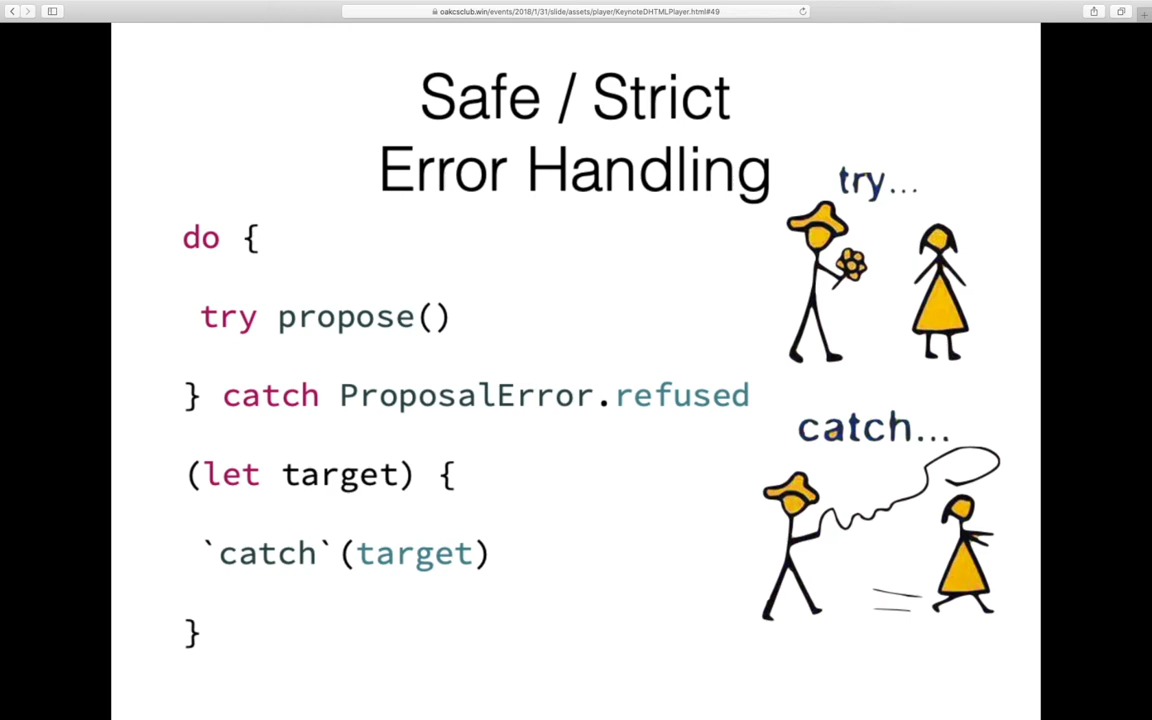 oakcsclub.win/events/2018/1/31/slide/assets/player/KeynoteDHTMLPlayer.html#49
Safe / Strict
Error Handling
try...
do {
try propose()
} catch ProposalError.refused
catch...
(let target) {
`catch`(target)
}